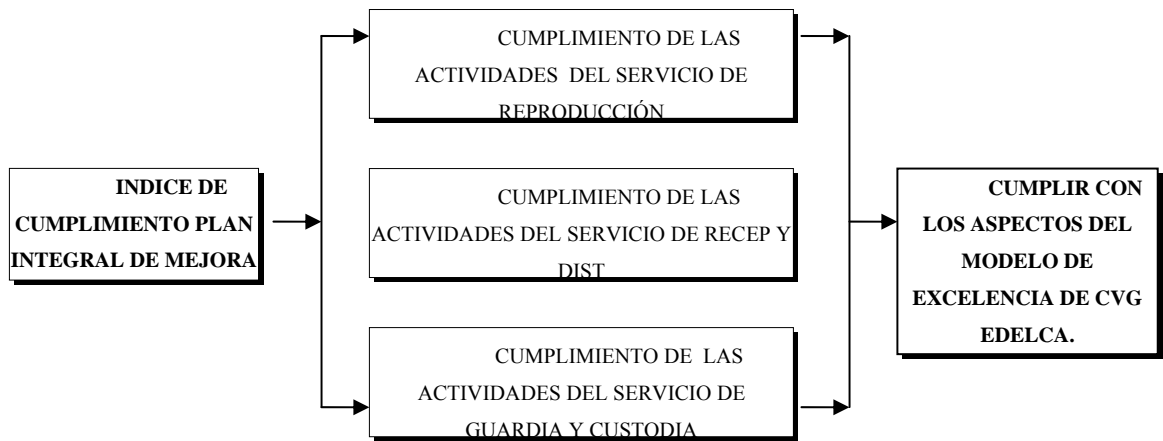 INDICE DE
CUMPLIMIENTO PLAN
INTEGRAL DE MEJORA
CUMPLIMIENTO DE LAS
ACTIVIDADES DEL SERVICIO DE
REPRODUCCIÓN
CUMPLIMIENTO DE LAS
ACTIVIDADES DEL SERVICIO DE RECEP Y
DIST
CUMPLIMIENTO DE LAS
ACTIVIDADES DEL SERVICIO DE
GUARDIA Y CUSTODIA
CUMPLIR CON
LOS ASPECTOS DEL
MODELO DE
EXCELENCIA DE CVG
EDELCA.